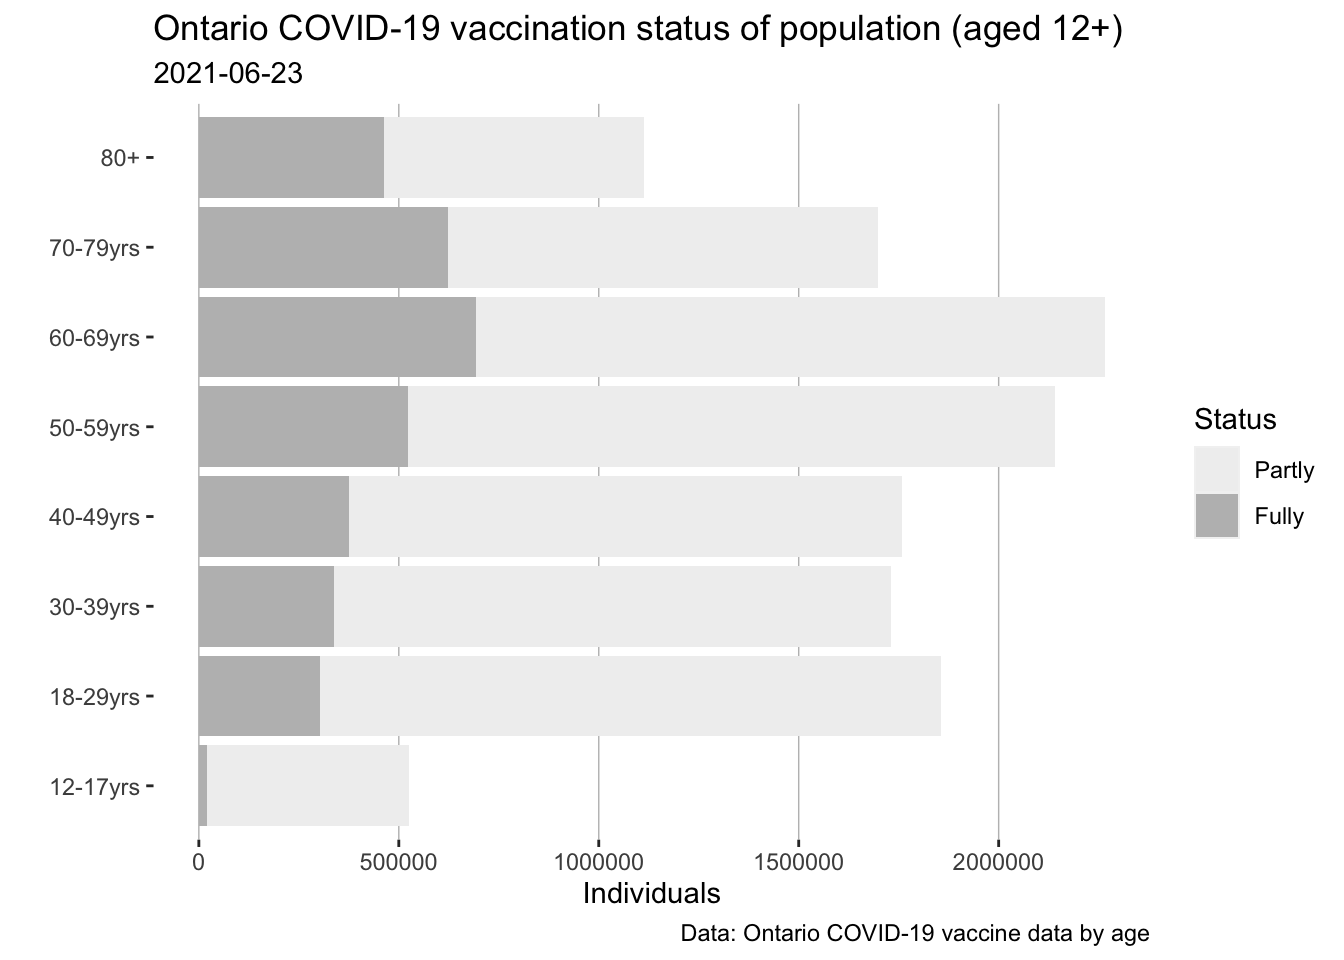 Ontario COVID-19 vaccination status of population (aged 12+)
2021-06-23
80+
70-79yrs
60-69yrs
50-59yrs
40-49yrs
30-39yrs
18-29yrs
12-17yrs
0 500000 1000000 1500000 2000000
Individuals
Status
Partly
Fully
Data: Ontario COVID-19 vaccine data by age